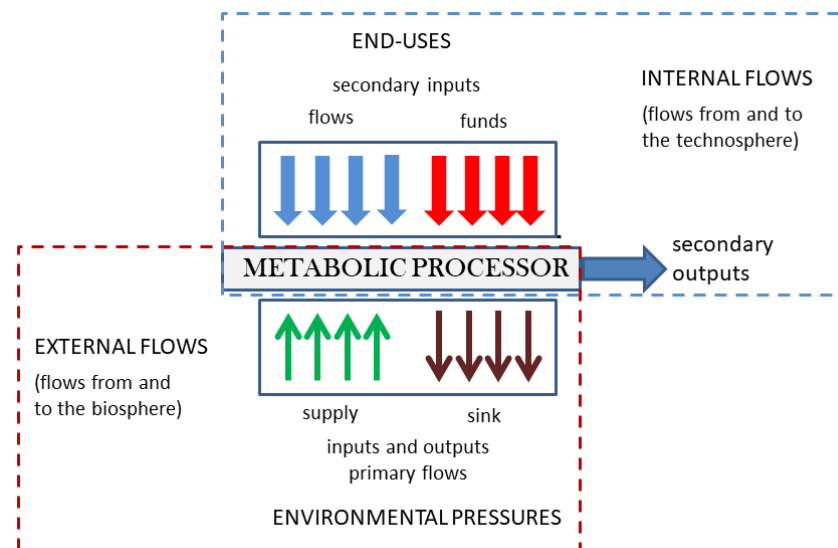 END-USES
secondary inputs
flows
funds
INTERNAL FLOWS
(flows from and to
the technosphere)
METABOLIC PROCESSOR
secondary
outputs
EXTERNAL FLOWS
(flows from and
to the biosphere)
supply
sink
inputs and outputs
primary flows
ENVIRONMENTAL PRESSURES